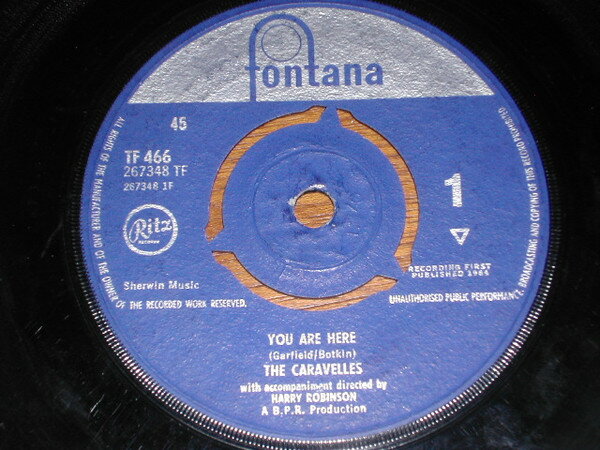 fontana
45
TF 466
267348 TF
267348 1F
1
Ritz
RECORDS
Sherwin Music
RECORDING FIRST
PUBLISHED 1964
YOU ARE HERE
(Garfield/Botkin)
THE CARAVELLES
with accompaniment directed by
HARRY ROBINSON
A B.P.R. Production
ALL RIGHTS OF THE MANUFACTURER AND OF THE OWNER OF THE RECORDED WORK RESERVED.
UNAUTHORISED PUBLIC PERFORMANCE, BROADCASTING AND COPYING OF THIS RECORD PROHIBITED